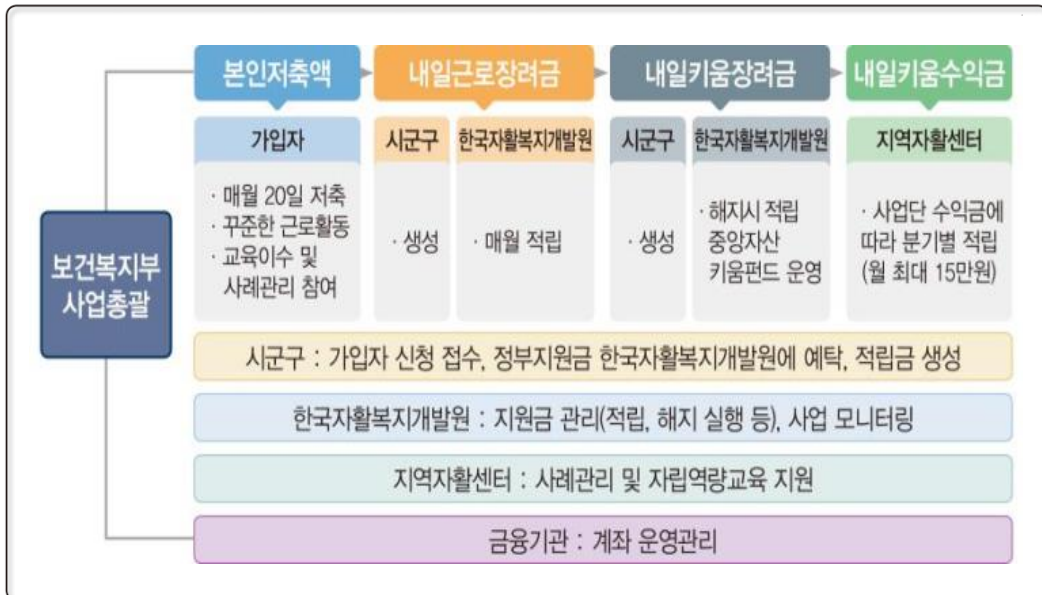 본인저축액
내일근로장려금
내일키움장려금
내일키움수익금
가입자
· 매월 20일 저축
· 꾸준한 근로활동
· 교육이수 및
사례관리 참여
시군구
· 생성
한국자활복지개발원
· 매월 적립
시군구
· 생성
한국자활복지개발원
· 해지시 적립
중앙자산
키움펀드 운영
지역자활센터
· 사업단 수익금에
따라 분기별 적립
(월 최대 15만원)
보건복지부
사업총괄
시군구 : 가입자 신청 접수, 정부지원금 한국자활복지개발원에 예탁, 적립금 생성
한국자활복지개발원 : 지원금 관리(적립, 해지 실행 등), 사업 모니터링
지역자활센터 : 사례관리 및 자립역량교육 지원
금융기관 : 계좌 운영관리